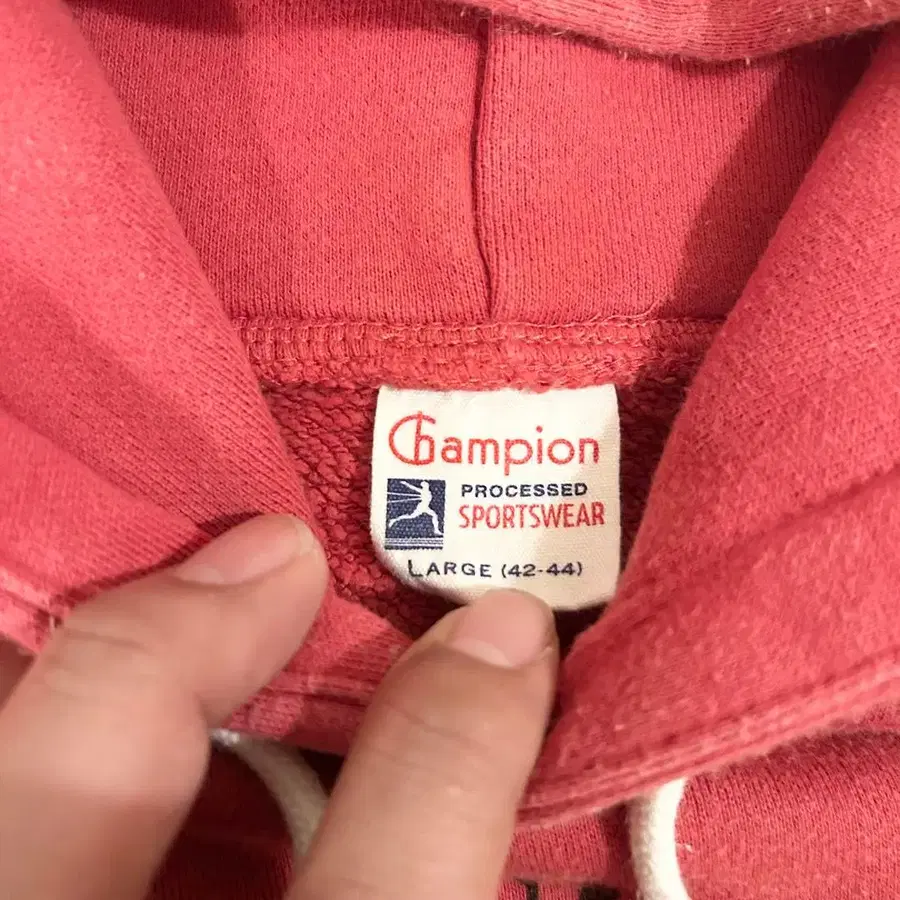 Champion
PROCESSED
SPORTSWEAR
LARGE (42-44)